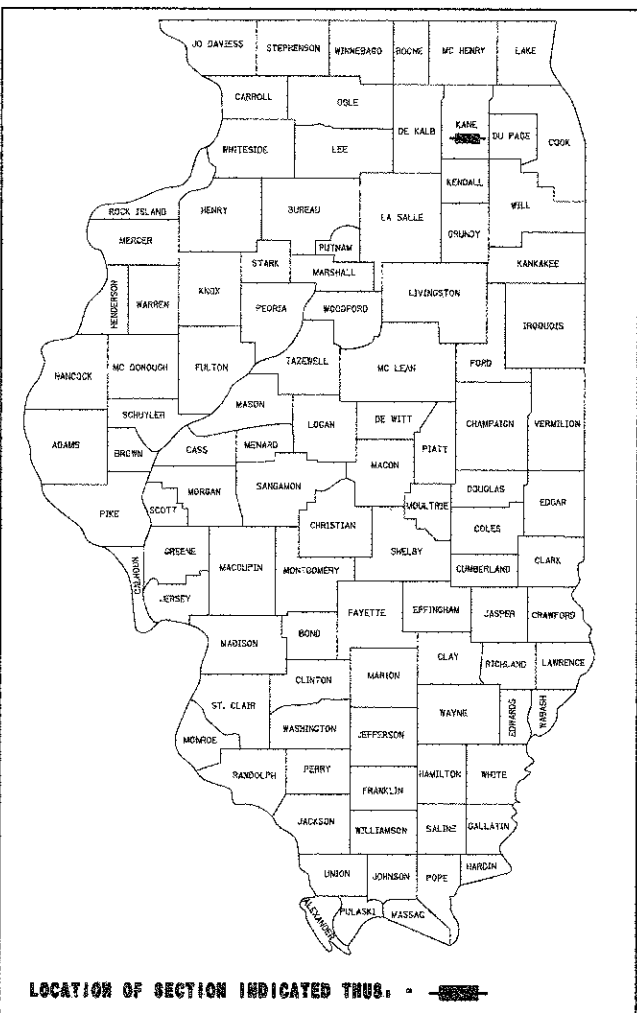 JO DAVIESS STEPHENSON WINNEBAGO BOONE MC HENRY LAKE
CARROLL OGLE DE KALB KANE DU PAGE COOK
WHITESIDE LEE
KENDALL WILL
ROCK ISLAND HENRY BUREAU LA SALLE GRUNDY
MERCER PUTNAM
STARK MARSHALL KANKAKEE
HENDERSON WARREN KNOX PEORIA WOODFORD LIVINGSTON IROQUOIS
HANCOCK MC DONOUGH FULTON TAZEWELL MC LEAN FORD
SCHUYLER MASON LOGAN DE WITT CHAMPAIGN VERMILION
ADAMS BROWN CASS MENARD PIATT
MACON
PIKE SCOTT MORGAN SANGAMON MOULTRIE DOUGLAS EDGAR
CHRISTIAN COLES
SHELBY
CALHOUN GREENE MACOUPIN MONTGOMERY CUMBERLAND CLARK
JERSEY FAYETTE EFFINGHAM JASPER CRAWFORD
MADISON BOND
CLAY RICHLAND LAWRENCE
CLINTON MARION
ST. CLAIR WAYNE EDWARDS WABASH
WASHINGTON JEFFERSON
MONROE
RANDOLPH PERRY HAMILTON WHITE
FRANKLIN
JACKSON WILLIAMSON SALINE GALLATIN
UNION JOHNSON POPE HARDIN
ALEXANDER PULASKI MASSAC
LOCATION OF SECTION INDICATED THUS: -